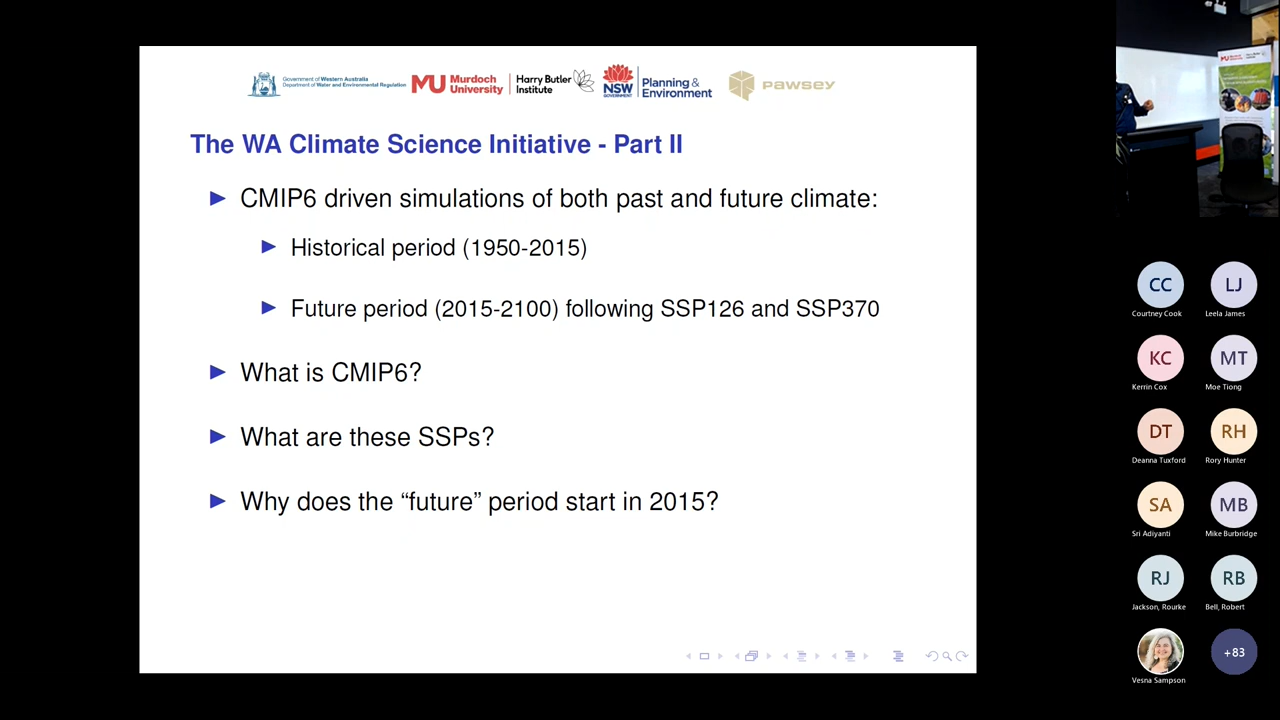 Government of Western Australia
Department of Water and Environmental Regulation
MU Murdoch University
Harry Butler Institute
NSW GOVERNMENT
Planning & Environment
PAWSEY
The WA Climate Science Initiative - Part II
CMIP6 driven simulations of both past and future climate:
Historical period (1950-2015)
Future period (2015-2100) following SSP126 and SSP370
What is CMIP6?
What are these SSPs?
Why does the “future” period start in 2015?
CC
LJ
Courtney Cook
Leela James
KC
MT
Kerrin Cox
Moe Tiong
DT
RH
Deanna Tuxford
Rory Hunter
SA
MB
Sri Adiyanti
Mike Burbridge
RJ
RB
Jackson, Rourke
Bell, Robert
+83
Vesna Sampson